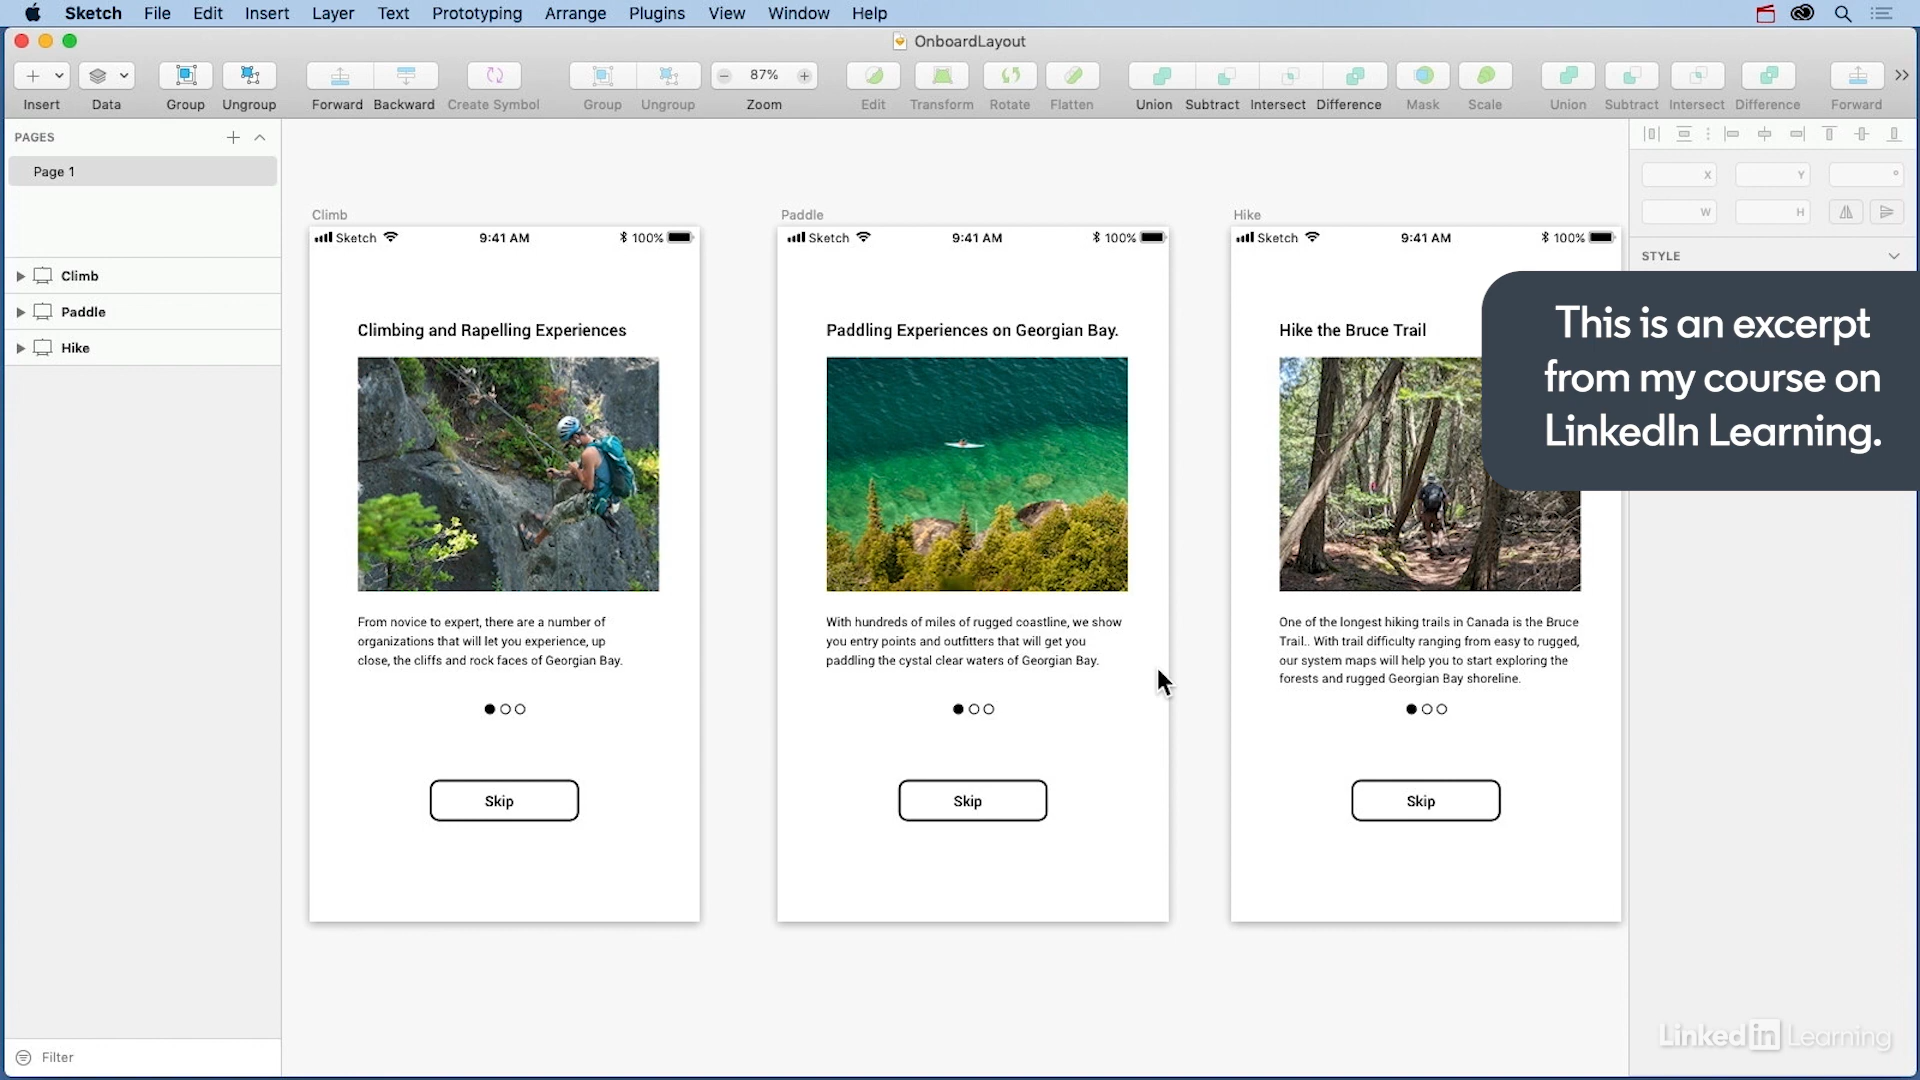 Sketch File Edit Insert Layer Text Prototyping Arrange Plugins View Window Help
OnboardLayout
87%
Insert Data Group Ungroup Forward Backward Create Symbol Group Ungroup Zoom Edit Transform Rotate Flatten Union Subtract Intersect Difference Mask Scale Union Subtract Intersect Difference Forward
PAGES
Page 1
Climb
Paddle
Hike
Filter
Climb
Sketch 9:41 AM 100%
Climbing and Rapelling Experiences
From novice to expert, there are a number of
organizations that will let you experience, up
close, the cliffs and rock faces of Georgian Bay.
Skip
Paddle
Sketch 9:41 AM 100%
Paddling Experiences on Georgian Bay.
With hundreds of miles of rugged coastline, we show
you entry points and outfitters that will get you
paddling the cystal clear waters of Georgian Bay.
Skip
Hike
Sketch 9:41 AM 100%
Hike the Bruce Trail
One of the longest hiking trails in Canada is the Bruce
Trail.. With trail difficulty ranging from easy to rugged,
our system maps will help you to start exploring the
forests and rugged Georgian Bay shoreline.
Skip
X Y °
W H
STYLE
This is an excerpt
from my course on
LinkedIn Learning.
Linked in Learning